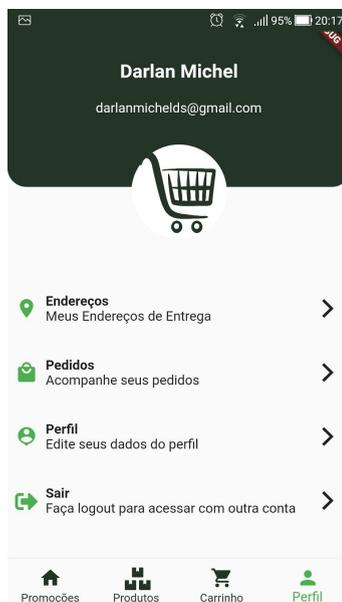 95% 20:17
UG
Darlan Michel
darlanmichelds@gmail.com
Endereços
Meus Endereços de Entrega
Pedidos
Acompanhe seus pedidos
Perfil
Edite seus dados do perfil
Sair
Faça logout para acessar com outra conta
Promoções Produtos Carrinho Perfil